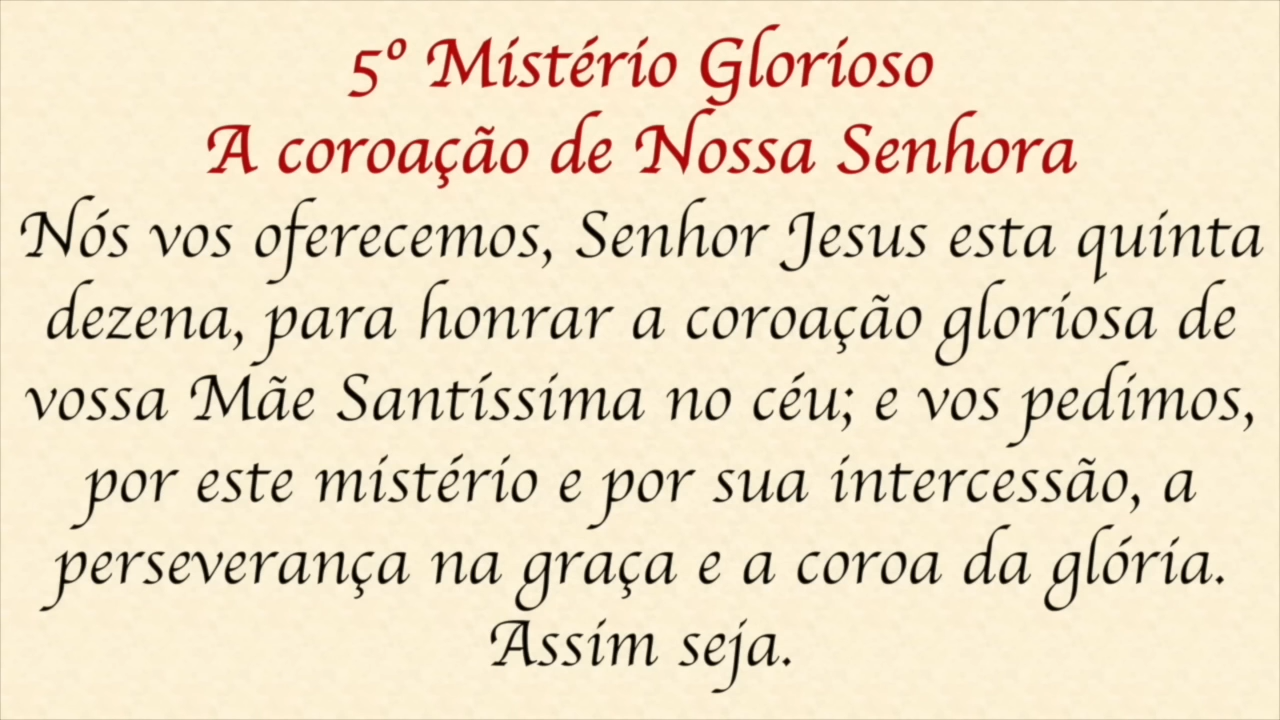 5º Mistério Glorioso
A coroação de Nossa Senhora
Nós vos oferecemos, Senhor Jesus esta quinta
dezena, para honrar a coroação gloriosa de
vossa Mãe Santíssima no céu; e vos pedimos,
por este mistério e por sua intercessão, a
perseverança na graça e a coroa da glória.
Assim seja.